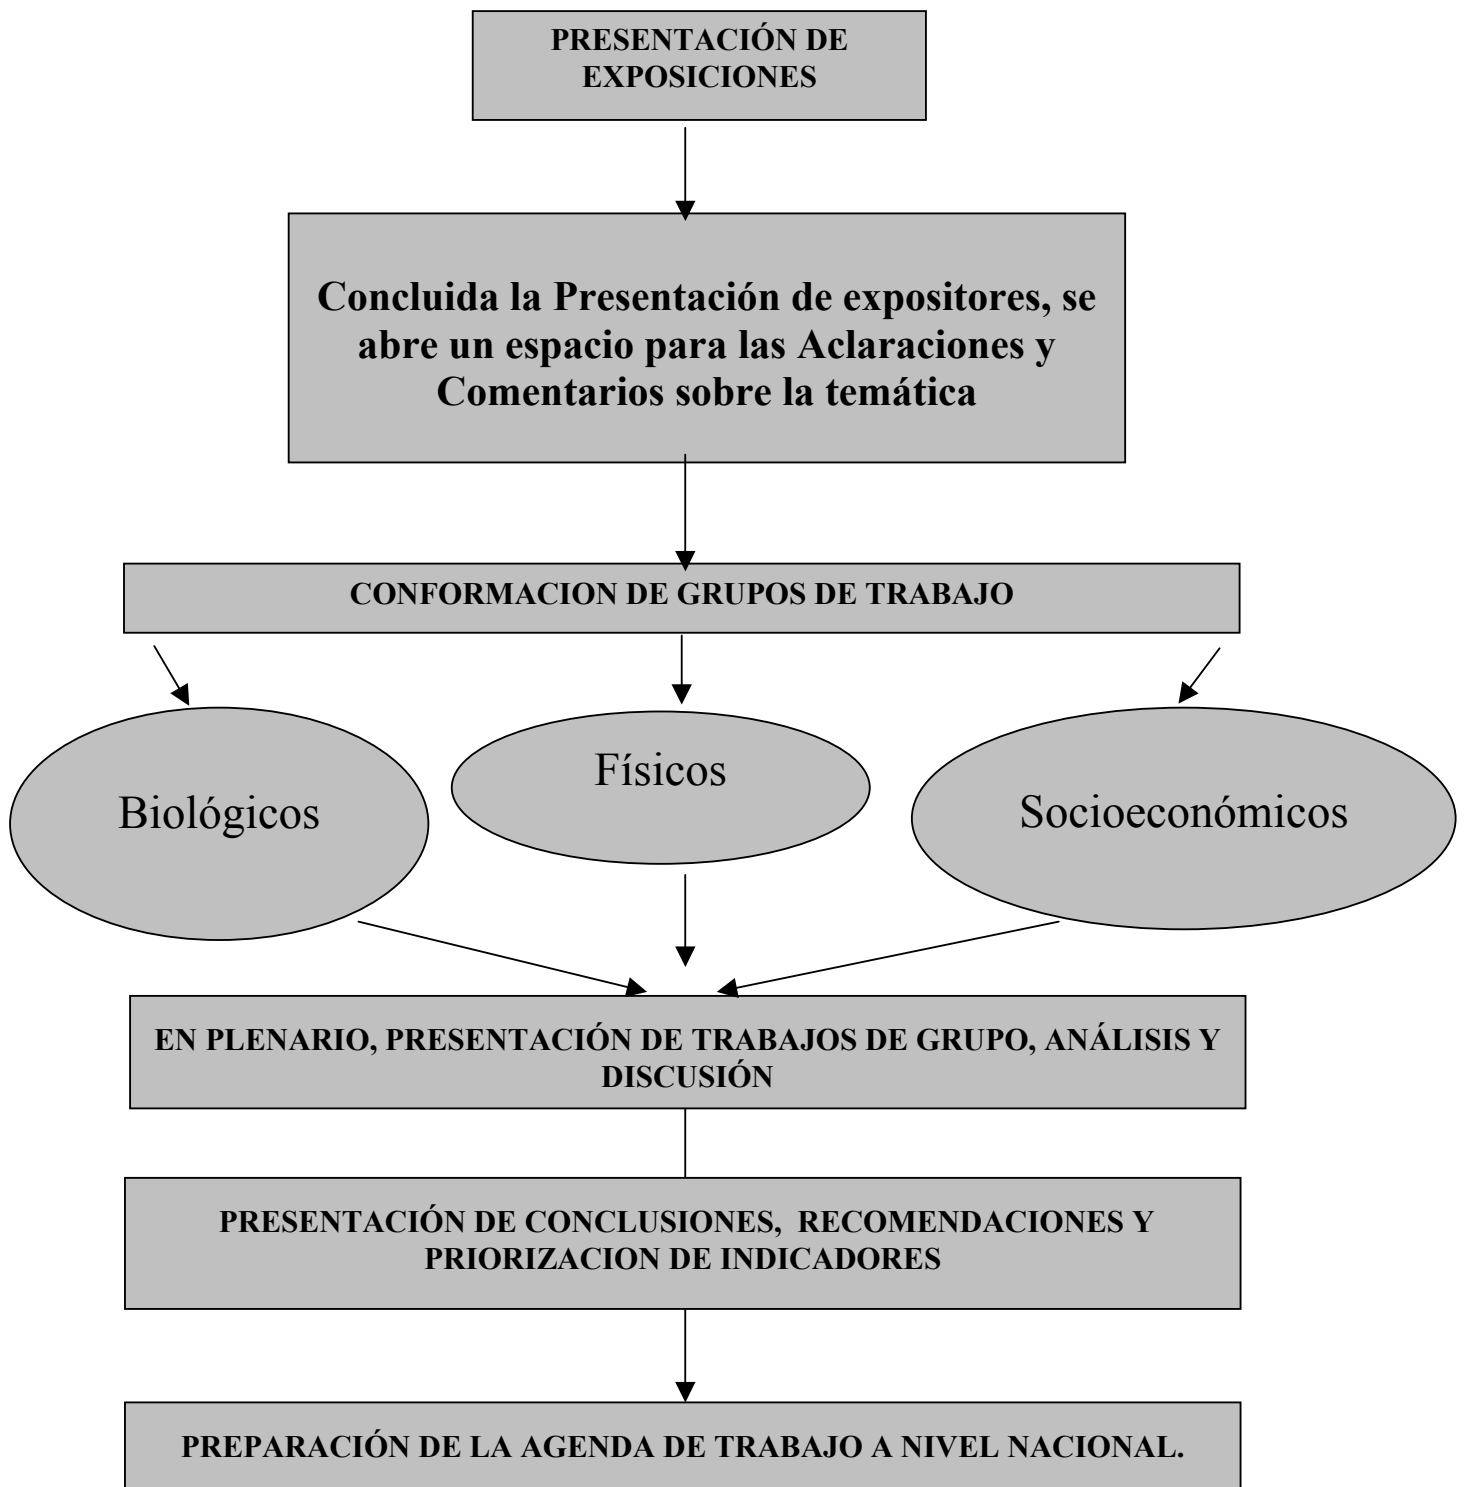 PRESENTACIÓN DE
EXPOSICIONES
Concluida la Presentación de expositores, se
abre un espacio para las Aclaraciones y
Comentarios sobre la temática
CONFORMACION DE GRUPOS DE TRABAJO
Biológicos
Físicos
Socioeconómicos
EN PLENARIO, PRESENTACIÓN DE TRABAJOS DE GRUPO, ANÁLISIS Y
DISCUSIÓN
PRESENTACIÓN DE CONCLUSIONES, RECOMENDACIONES Y
PRIORIZACION DE INDICADORES
PREPARACIÓN DE LA AGENDA DE TRABAJO A NIVEL NACIONAL.